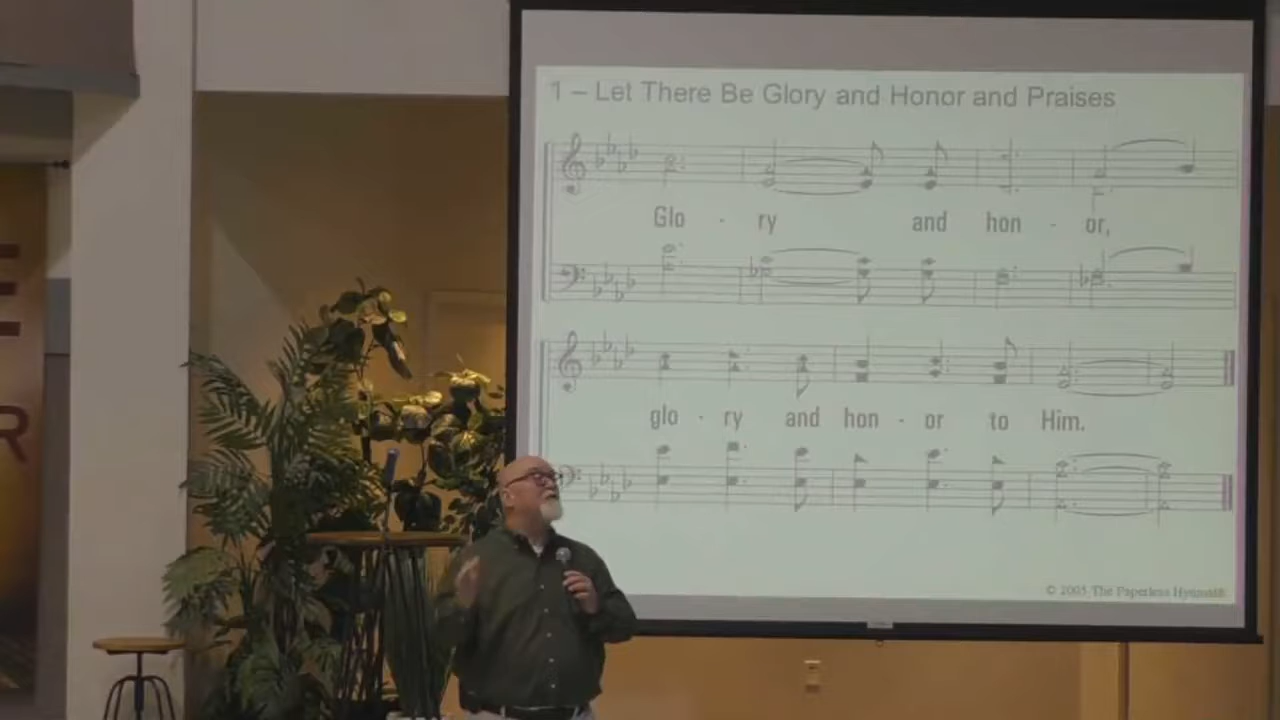 1 – Let There Be Glory and Honor and Praises
Glo - ry and hon - or,
glo - ry and hon - or to Him.
© 2005 The Paperless Hymnal®
R